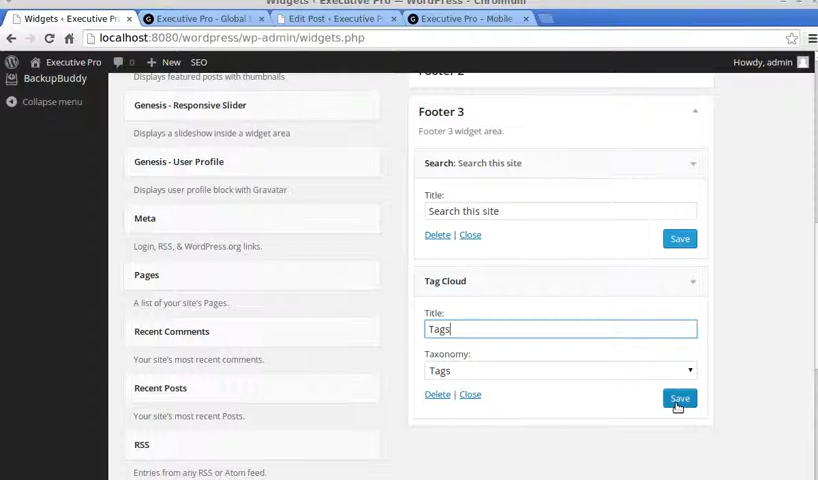 Widgets ‹ Executive Pro — WordPress - Chromium
Widgets ‹ Executive Pr × Executive Pro - Global × Edit Post ‹ Executive P × Executive Pro – Mobile ×
localhost:8080/wordpress/wp-admin/widgets.php
Executive Pro 0 + New SEO Howdy, admin
BackupBuddy
Collapse menu
Displays featured posts with thumbnails
Genesis - Responsive Slider
Displays a slideshow inside a widget area
Genesis - User Profile
Displays user profile block with Gravatar
Meta
Login, RSS, & WordPress.org links.
Pages
A list of your site's Pages.
Recent Comments
Your site's most recent comments.
Recent Posts
Your site's most recent Posts.
RSS
Entries from any RSS or Atom feed.
Footer 2
Footer 3
Footer 3 widget area.
Search: Search this site
Title:
Search this site
Delete | Close
Save
Tag Cloud
Title:
Tags
Taxonomy:
Tags
Delete | Close
Save